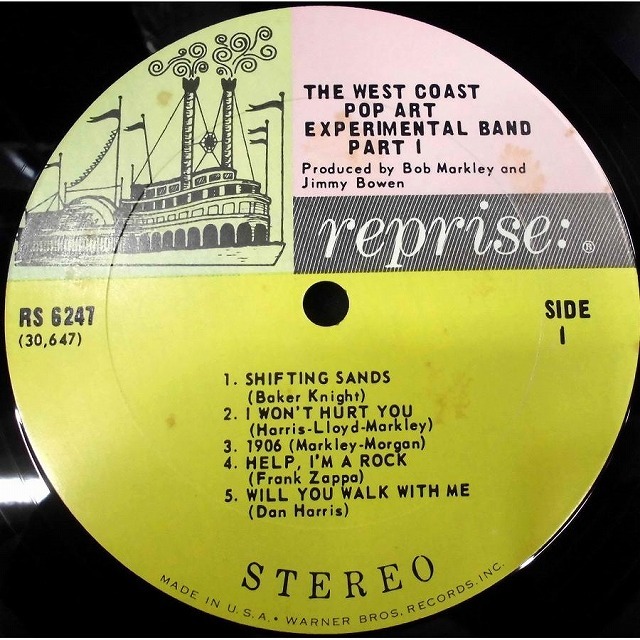 THE WEST COAST
POP ART
EXPERIMENTAL BAND
PART I
Produced by Bob Markley and
Jimmy Bowen
reprise:®
RS 6247
(30,647)
SIDE
1
1. SHIFTING SANDS
(Baker Knight)
2. I WON'T HURT YOU
(Harris-Lloyd-Markley)
3. 1906 (Markley-Morgan)
4. HELP, I'M A ROCK
(Frank Zappa)
5. WILL YOU WALK WITH ME
(Dan Harris)
STEREO
MADE IN U.S.A. • WARNER BROS. RECORDS, INC.